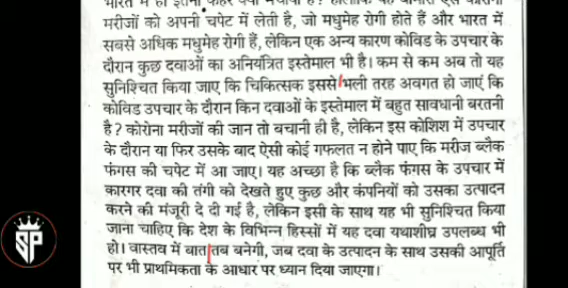 मरीजों को अपनी चपेट में लेती है, जो मधुमेह रोगी होते हैं और भारत में
सबसे अधिक मधुमेह रोगी हैं, लेकिन एक अन्य कारण कोविड के उपचार के
दौरान कुछ दवाओं का अनियंत्रित इस्तेमाल भी है। कम से कम अब तो यह
सुनिश्चित किया जाए कि चिकित्सक इससे भली तरह अवगत हो जाएं कि
कोविड उपचार के दौरान किन दवाओं के इस्तेमाल में बहुत सावधानी बरतनी
है? कोरोना मरीजों की जान तो बचानी ही है, लेकिन इस कोशिश में उपचार
के दौरान या फिर उसके बाद ऐसी कोई गफलत न होने पाए कि मरीज ब्लैक
फंगस की चपेट में आ जाए। यह अच्छा है कि ब्लैक फंगस के उपचार में
कारगर दवा की तंगी को देखते हुए कुछ और कंपनियों को उसका उत्पादन
करने की मंजूरी दे दी गई है, लेकिन इसी के साथ यह भी सुनिश्चित किया
जाना चाहिए कि देश के विभिन्न हिस्सों में यह दवा यथाशीघ्र उपलब्ध भी
हो। वास्तव में बात तब बनेगी, जब दवा के उत्पादन के साथ उसकी आपूर्ति
पर भी प्राथमिकता के आधार पर ध्यान दिया जाएगा।
SP